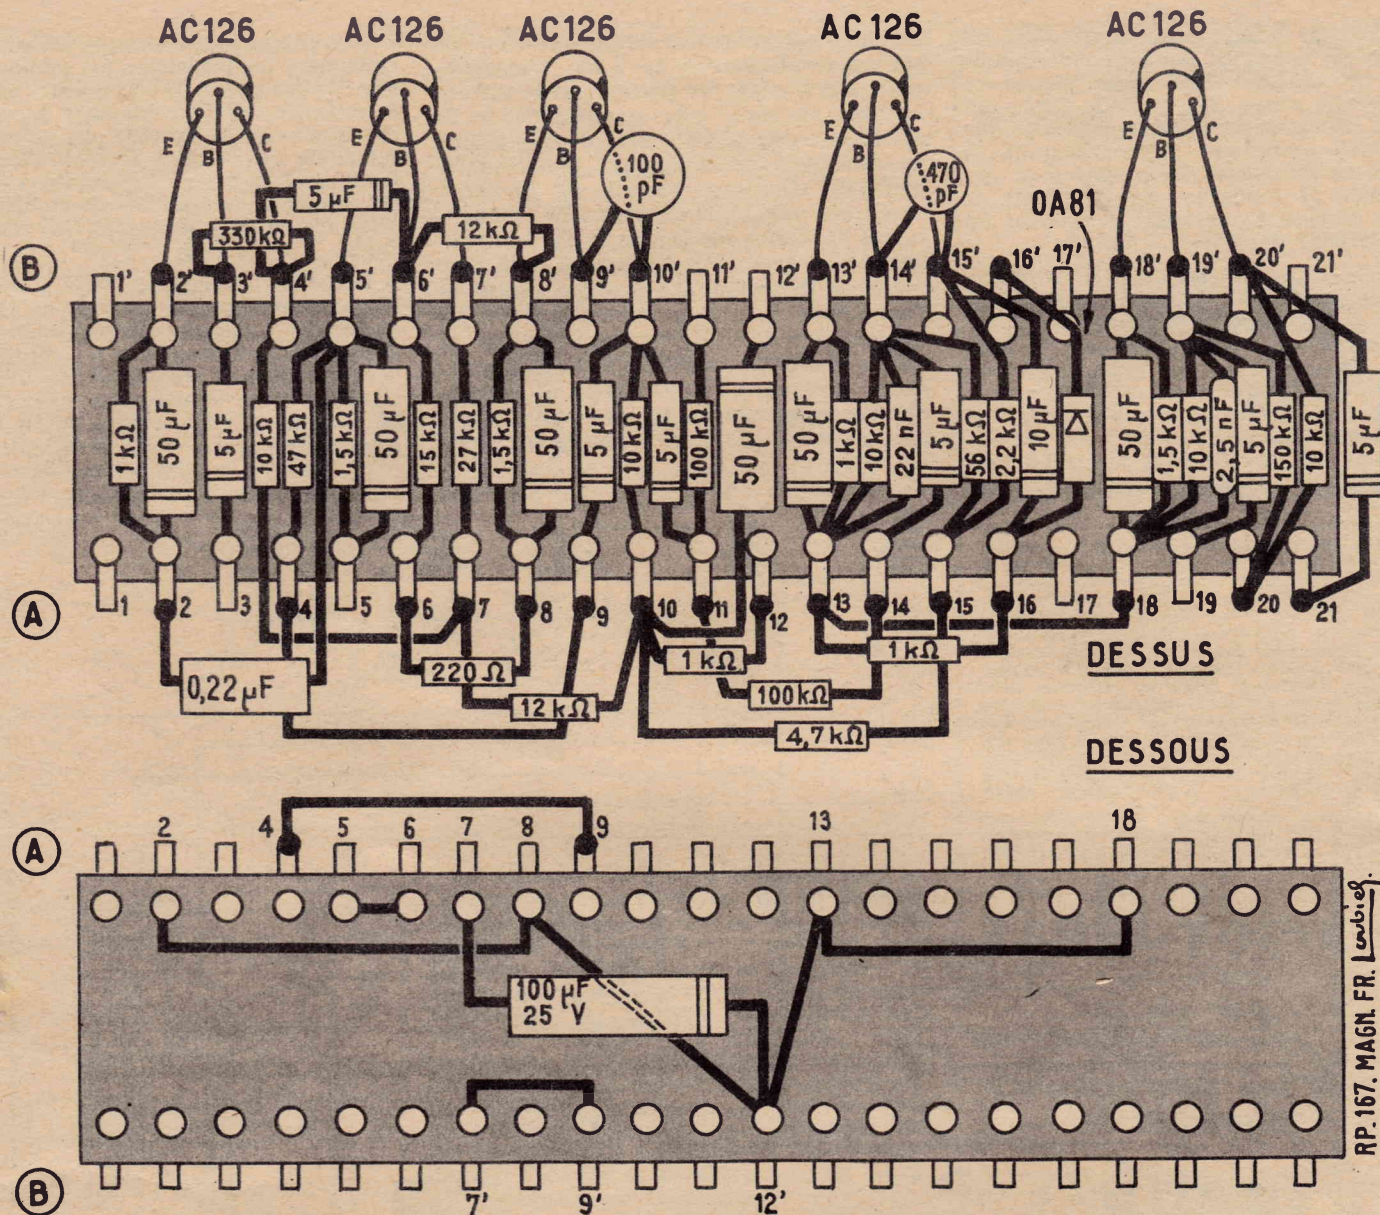 AC126 AC126 AC126 AC126 AC126
E B C E B C E B C E B C E B C
100 pF
470 pF
5 µF
330 kΩ
12 kΩ
OA81
B
1' 2' 3' 4' 5' 6' 7' 8' 9' 10' 11' 12' 13' 14' 15' 16' 17' 18' 19' 20' 21'
1 kΩ
50 µF
5 µF
10 kΩ
47 kΩ
1,5 kΩ
50 µF
15 kΩ
27 kΩ
1,5 kΩ
50 µF
5 µF
10 kΩ
5 µF
100 kΩ
50 µF
50 µF
1 kΩ
10 kΩ
22 nF
5 µF
56 kΩ
2,2 kΩ
10 µF
50 µF
1,5 kΩ
10 kΩ
2,5 nF
5 µF
150 kΩ
10 kΩ
5 µF
A
1 2 3 4 5 6 7 8 9 10 11 12 13 14 15 16 17 18 19 20 21
0,22 µF
220 Ω
12 kΩ
1 kΩ
100 kΩ
4,7 kΩ
1 kΩ
DESSUS
DESSOUS
A
2 4 5 6 7 8 9 13 18
100 µF
25 V
B
7' 9' 12'
RP. 167. MAGN. FR.